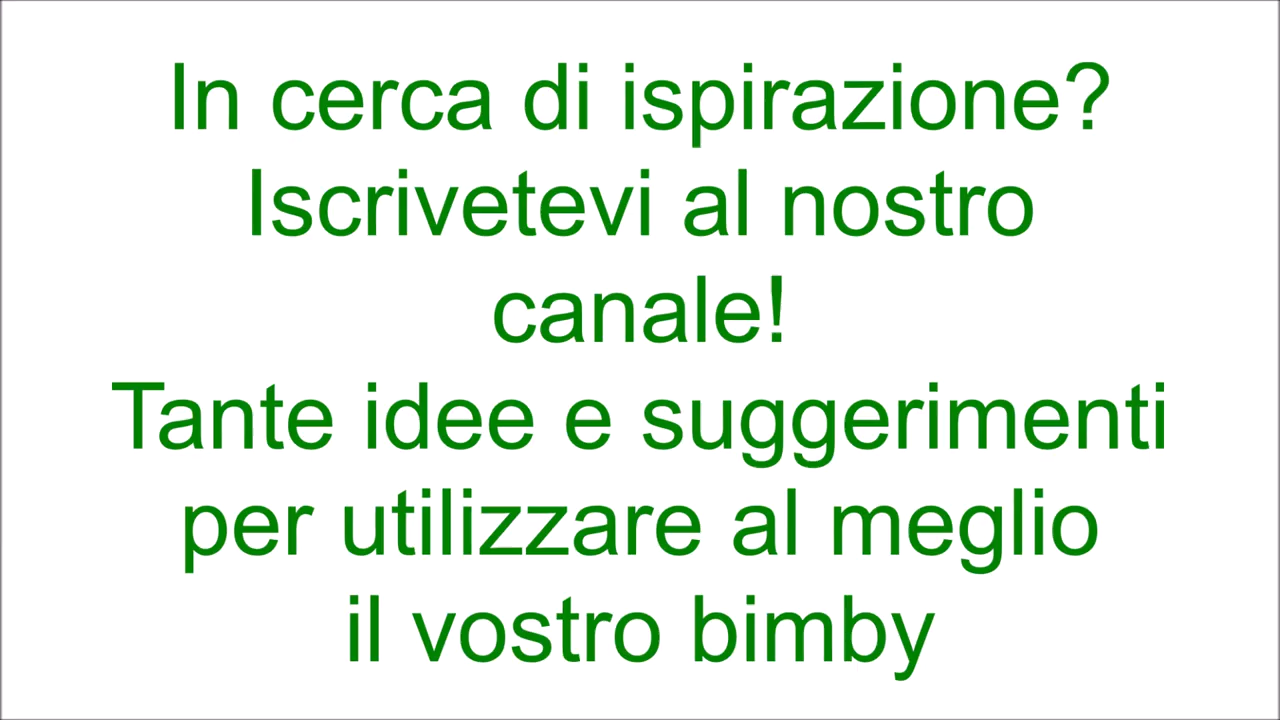 In cerca di ispirazione?
Iscrivetevi al nostro
canale!
Tante idee e suggerimenti
per utilizzare al meglio
il vostro bimby